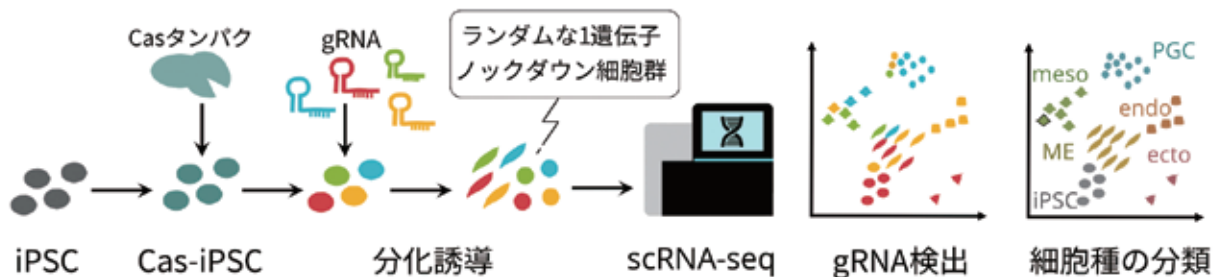 Casタンパク
gRNA
ランダムな1遺伝子
ノックダウン細胞群
iPSC
Cas-iPSC
分化誘導
scRNA-seq
gRNA検出
PGC
meso
endo
ME
ecto
iPSC
細胞種の分類